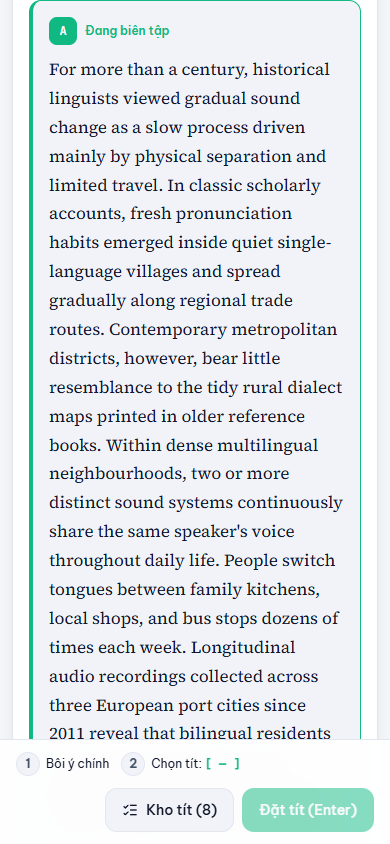 A Đang biên tập
For more than a century, historical
linguists viewed gradual sound
change as a slow process driven
mainly by physical separation and
limited travel. In classic scholarly
accounts, fresh pronunciation
habits emerged inside quiet single-
language villages and spread
gradually along regional trade
routes. Contemporary metropolitan
districts, however, bear little
resemblance to the tidy rural dialect
maps printed in older reference
books. Within dense multilingual
neighbourhoods, two or more
distinct sound systems continuously
share the same speaker's voice
throughout daily life. People switch
tongues between family kitchens,
local shops, and bus stops dozens of
times each week. Longitudinal
audio recordings collected across
three European port cities since
2011 reveal that bilingual residents
1 Bôi ý chính 2 Chọn tít: [ – ]
Kho tít (8) Đặt tít (Enter)